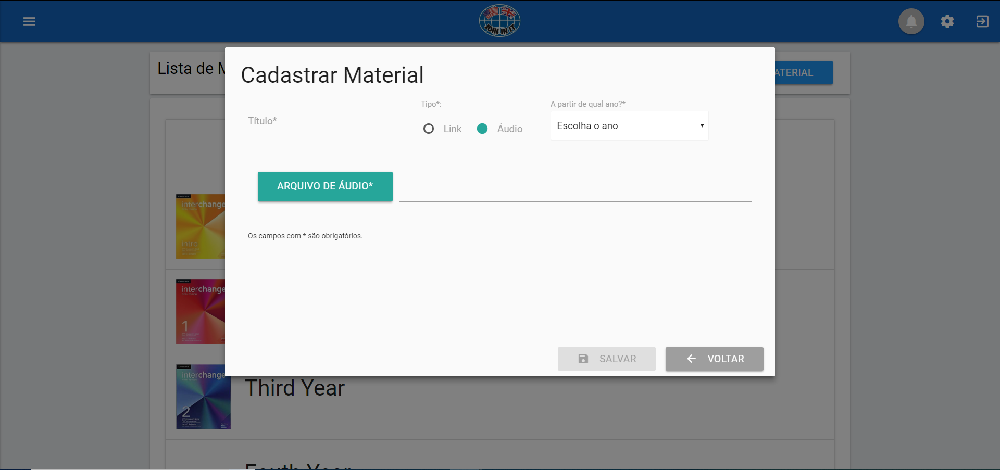 JOIN IN IT
Lista de M
ATERIAL
Cadastrar Material
Título*
Tipo*:
Link
Áudio
A partir de qual ano?*
Escolha o ano
ARQUIVO DE ÁUDIO*
Os campos com * são obrigatórios.
SALVAR
VOLTAR
interchange
intro
interchange
1
interchange
2
Third Year
Fouth Year